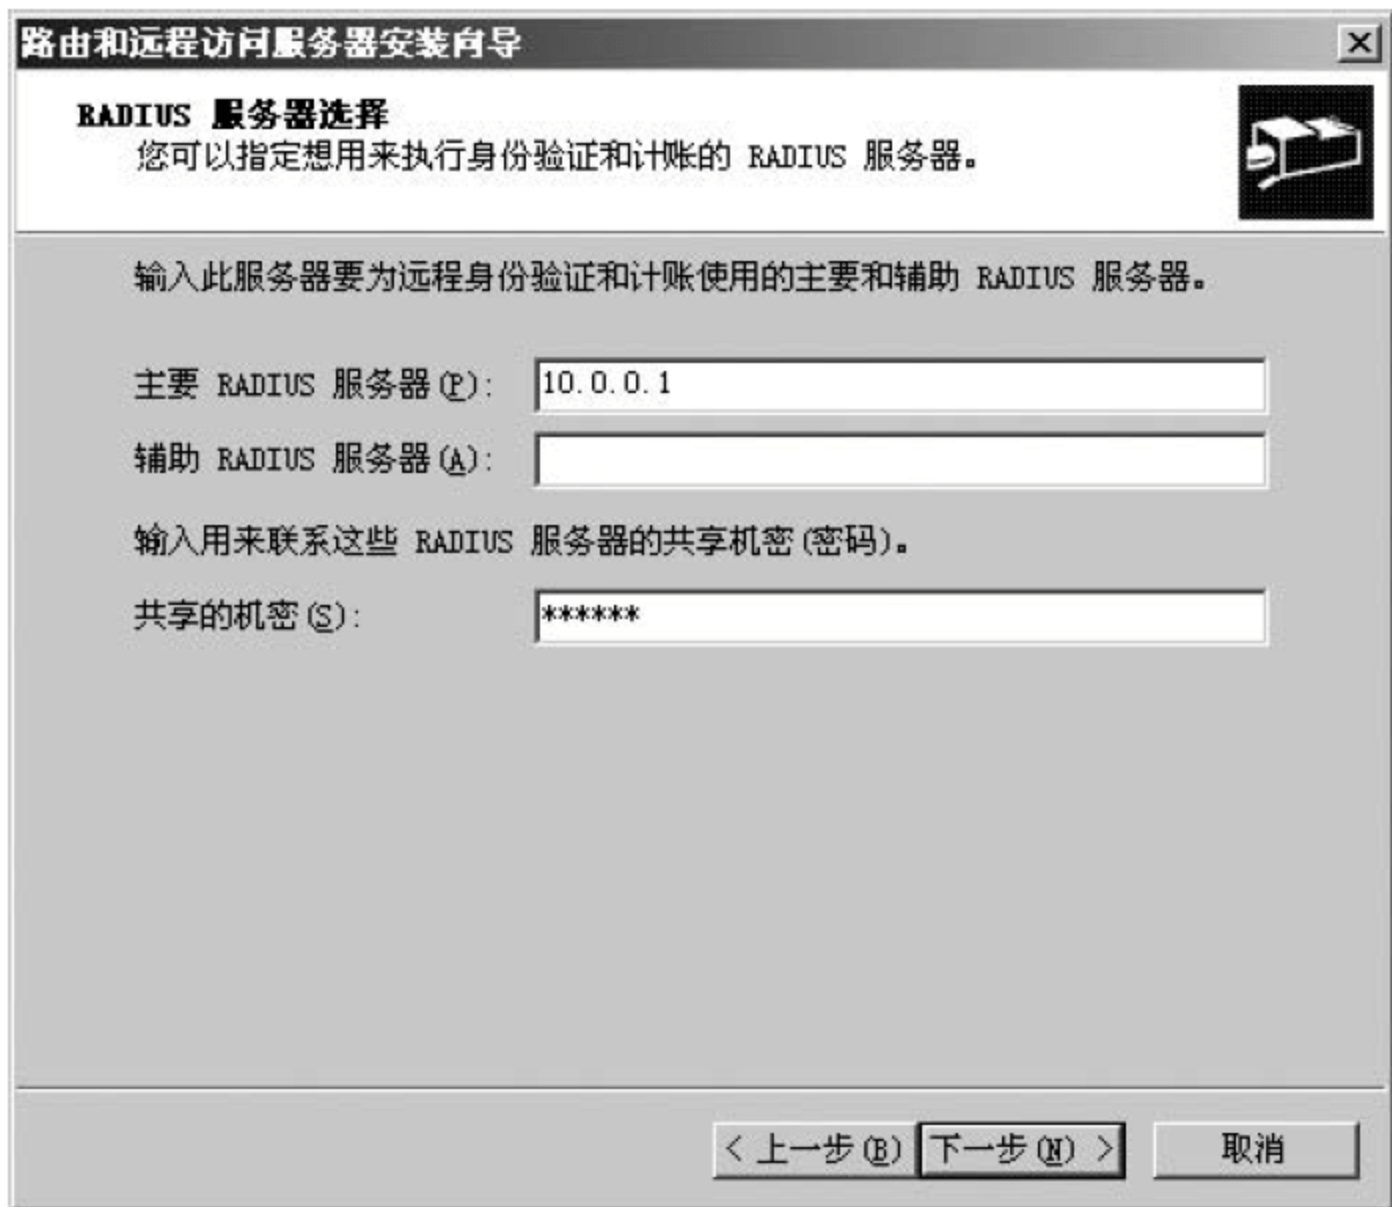 路由和远程访问服务器安装向导
RADIUS 服务器选择
您可以指定想用来执行身份验证和计账的 RADIUS 服务器。
输入此服务器要为远程身份验证和计账使用的主要和辅助 RADIUS 服务器。
主要 RADIUS 服务器(P): 10.0.0.1
辅助 RADIUS 服务器(A):
输入用来联系这些 RADIUS 服务器的共享机密(密码)。
共享的机密(S): ******
< 上一步(B) 下一步(N) > 取消